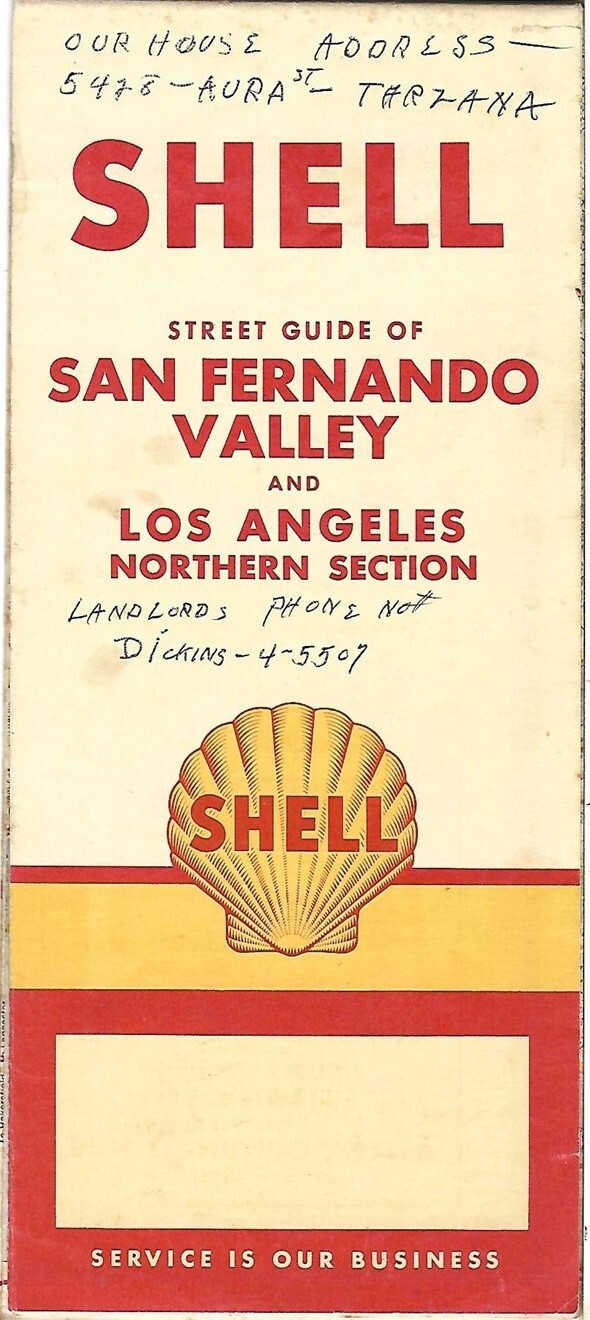 OUR HOUSE ADDRESS —
5428 - AURA ST - TARZANA
SHELL
STREET GUIDE OF
SAN FERNANDO
VALLEY
AND
LOS ANGELES
NORTHERN SECTION
LANDLORDS PHONE NO#
DICKINS - 4-5507
SHELL
SERVICE IS OUR BUSINESS